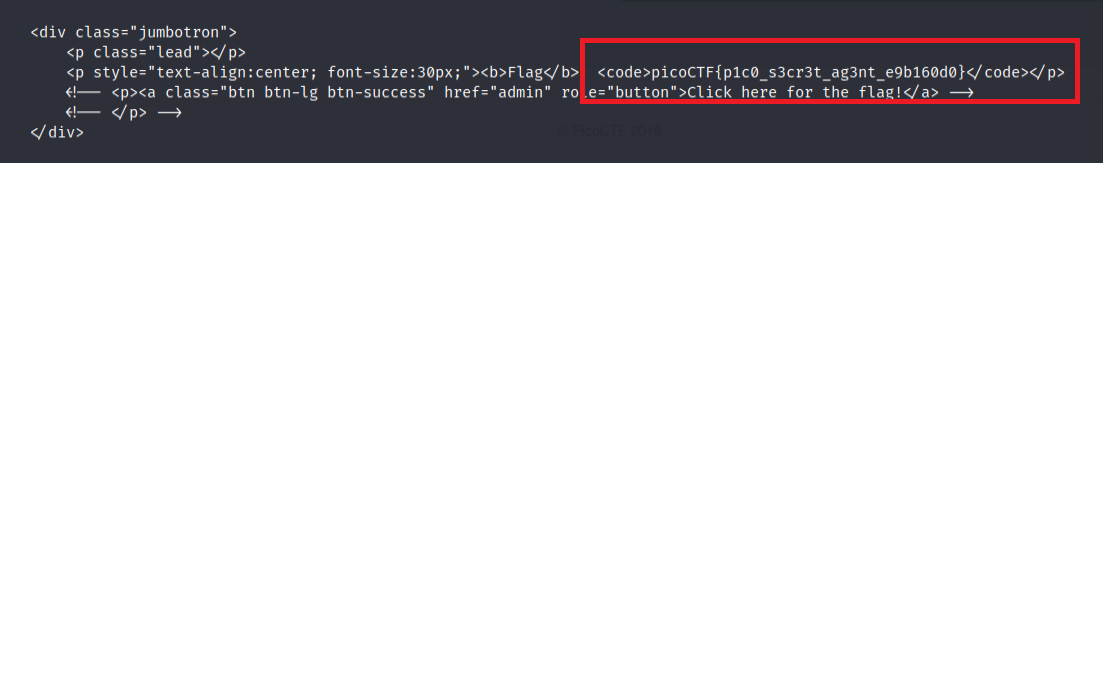 <div class="jumbotron">
<p class="lead"></p>
<p style="text-align:center; font-size:30px;"><b>Flag</b> <code>picoCTF{p1c0_s3cr3t_ag3nt_e9b160d0}</code></p>
<!-- <p><a class="btn btn-lg btn-success" href="admin" role="button">Click here for the flag!</a> -->
<!-- </p> -->
</div>
© PicoCTF 2019